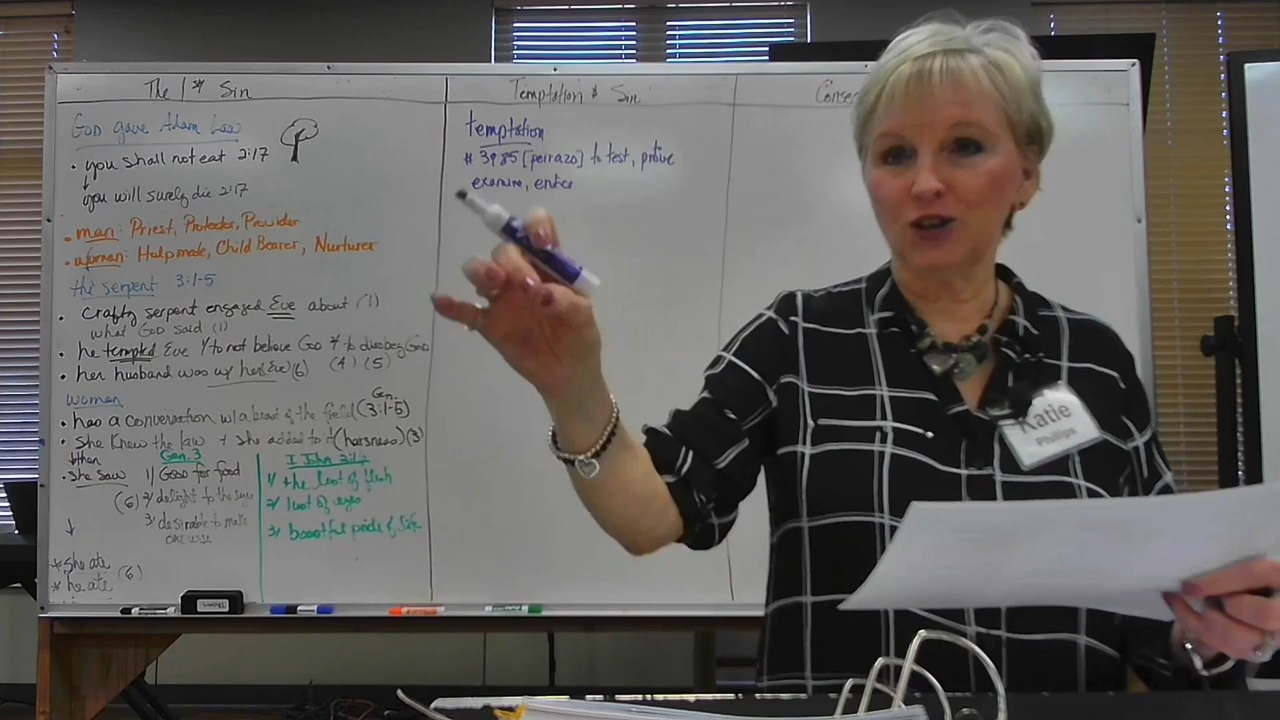 The 1st Sin
Temptation & Sin
Conse
GOD gave Adam Law
• you shall not eat 2:17
you will surely die 2:17
• man: Priest, Protector, Provider
• woman: Helpmate, Child Bearer, Nurturer
the serpent 3:1-5
• crafty serpent engaged Eve about (1)
what GOD said (1)
• he tempted Eve 1/to not believe GOD 2/to disobey GOD
(4) (5)
• her husband was w/ her (Eve) (6)
woman
• has a conversation w/ a beast of the field Gen. (3:1-5)
• she knew the law + she added to it (harshness) (3)
then
Gen. 3
• she saw 1/ Good for food
(6) 2/ delight to the eyes
3/ desirable to make
one wise
* she ate
* he ate (6)
I John 2:16
1/ the lust of flesh
2/ lust of eyes
3/ boastful pride of life
temptation
# 3985 [peirazo] to test, prove
examine, entice
Katie
Phillips